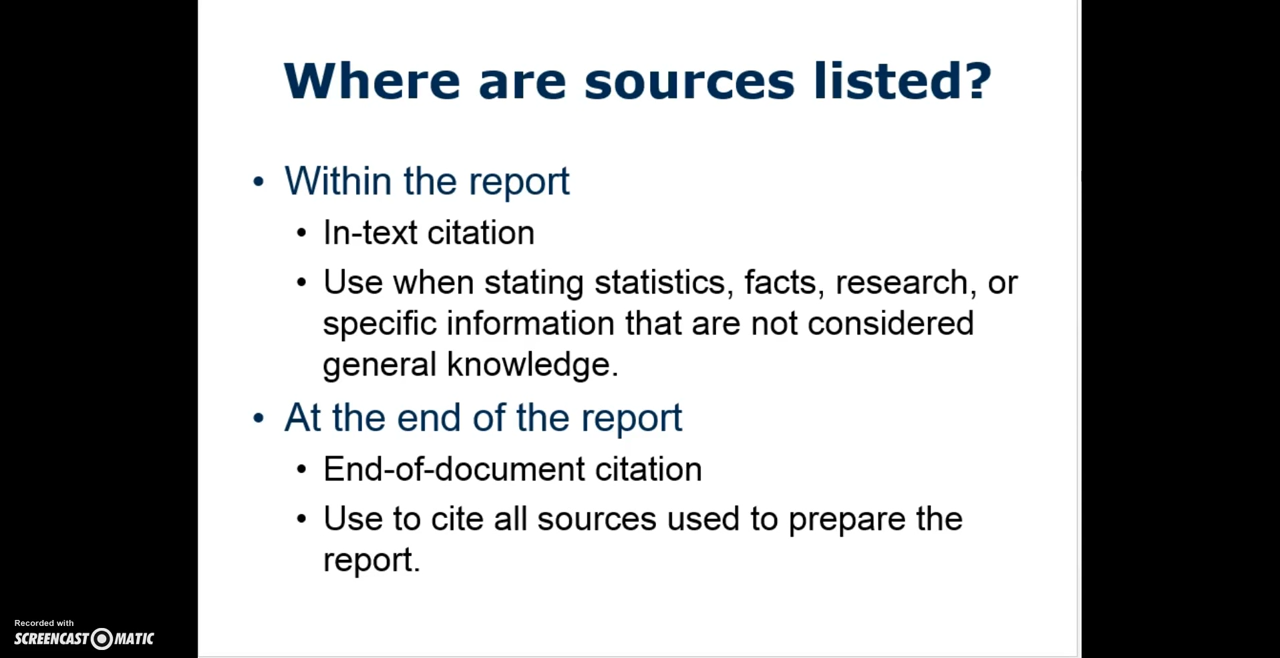 Where are sources listed?
• Within the report
• In-text citation
• Use when stating statistics, facts, research, or
specific information that are not considered
general knowledge.
• At the end of the report
• End-of-document citation
• Use to cite all sources used to prepare the
report.
Recorded with
SCREENCAST MATIC